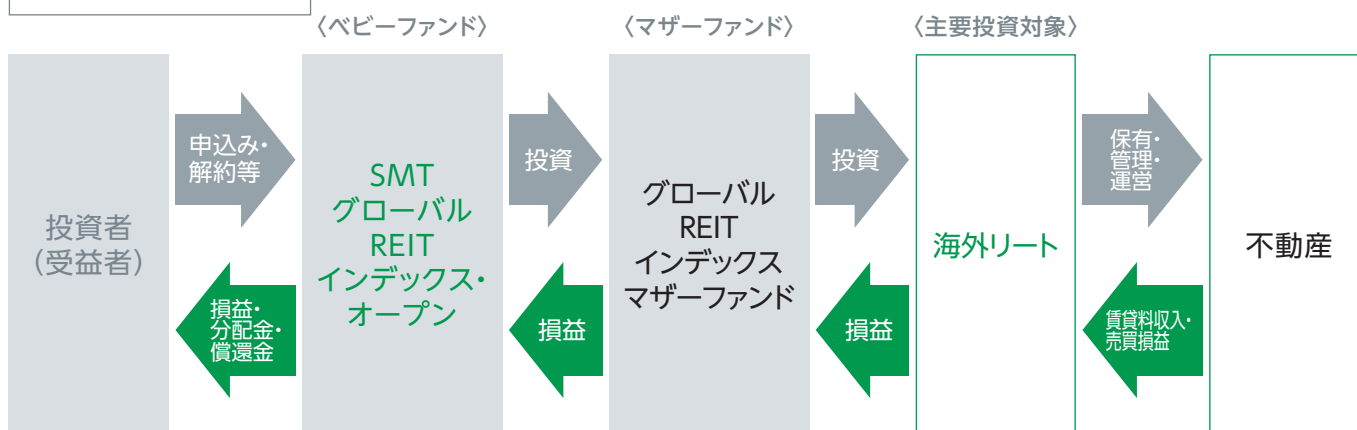 〈ベビーファンド〉
〈マザーファンド〉
〈主要投資対象〉
投資者
(受益者)
申込み・
解約等
損益・
分配金・
償還金
SMT
グローバル
REIT
インデックス・
オープン
投資
損益
グローバル
REIT
インデックス
マザーファンド
投資
損益
海外リート
保有・
管理・
運営
賃貸料収入・
売買損益
不動産